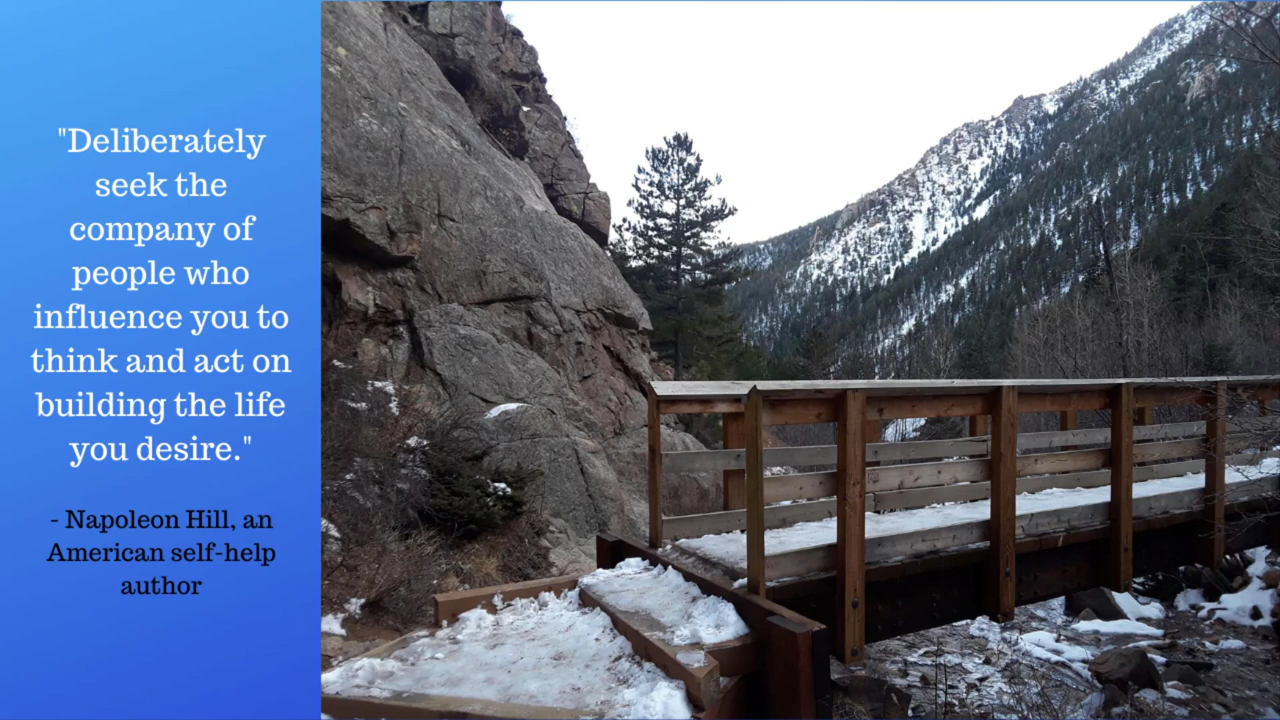 "Deliberately
seek the
company of
people who
influence you to
think and act on
building the life
you desire."
- Napoleon Hill, an
American self-help
author